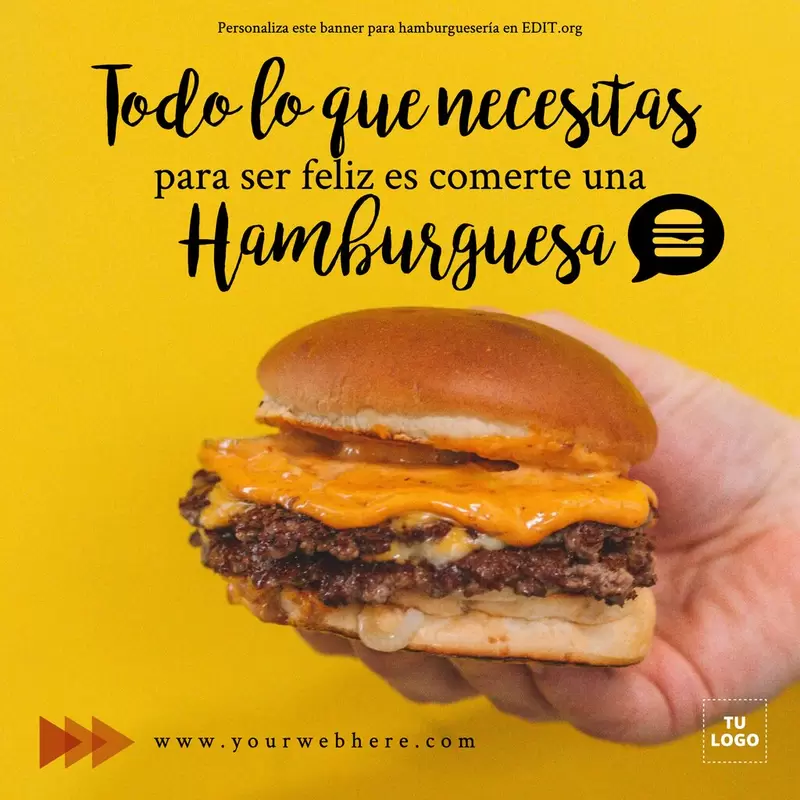 Personaliza este banner para hamburguesería en EDIT.org
Todo lo que necesitas
para ser feliz es comerte una
Hamburguesa
www.yourwebhere.com
TU
LOGO